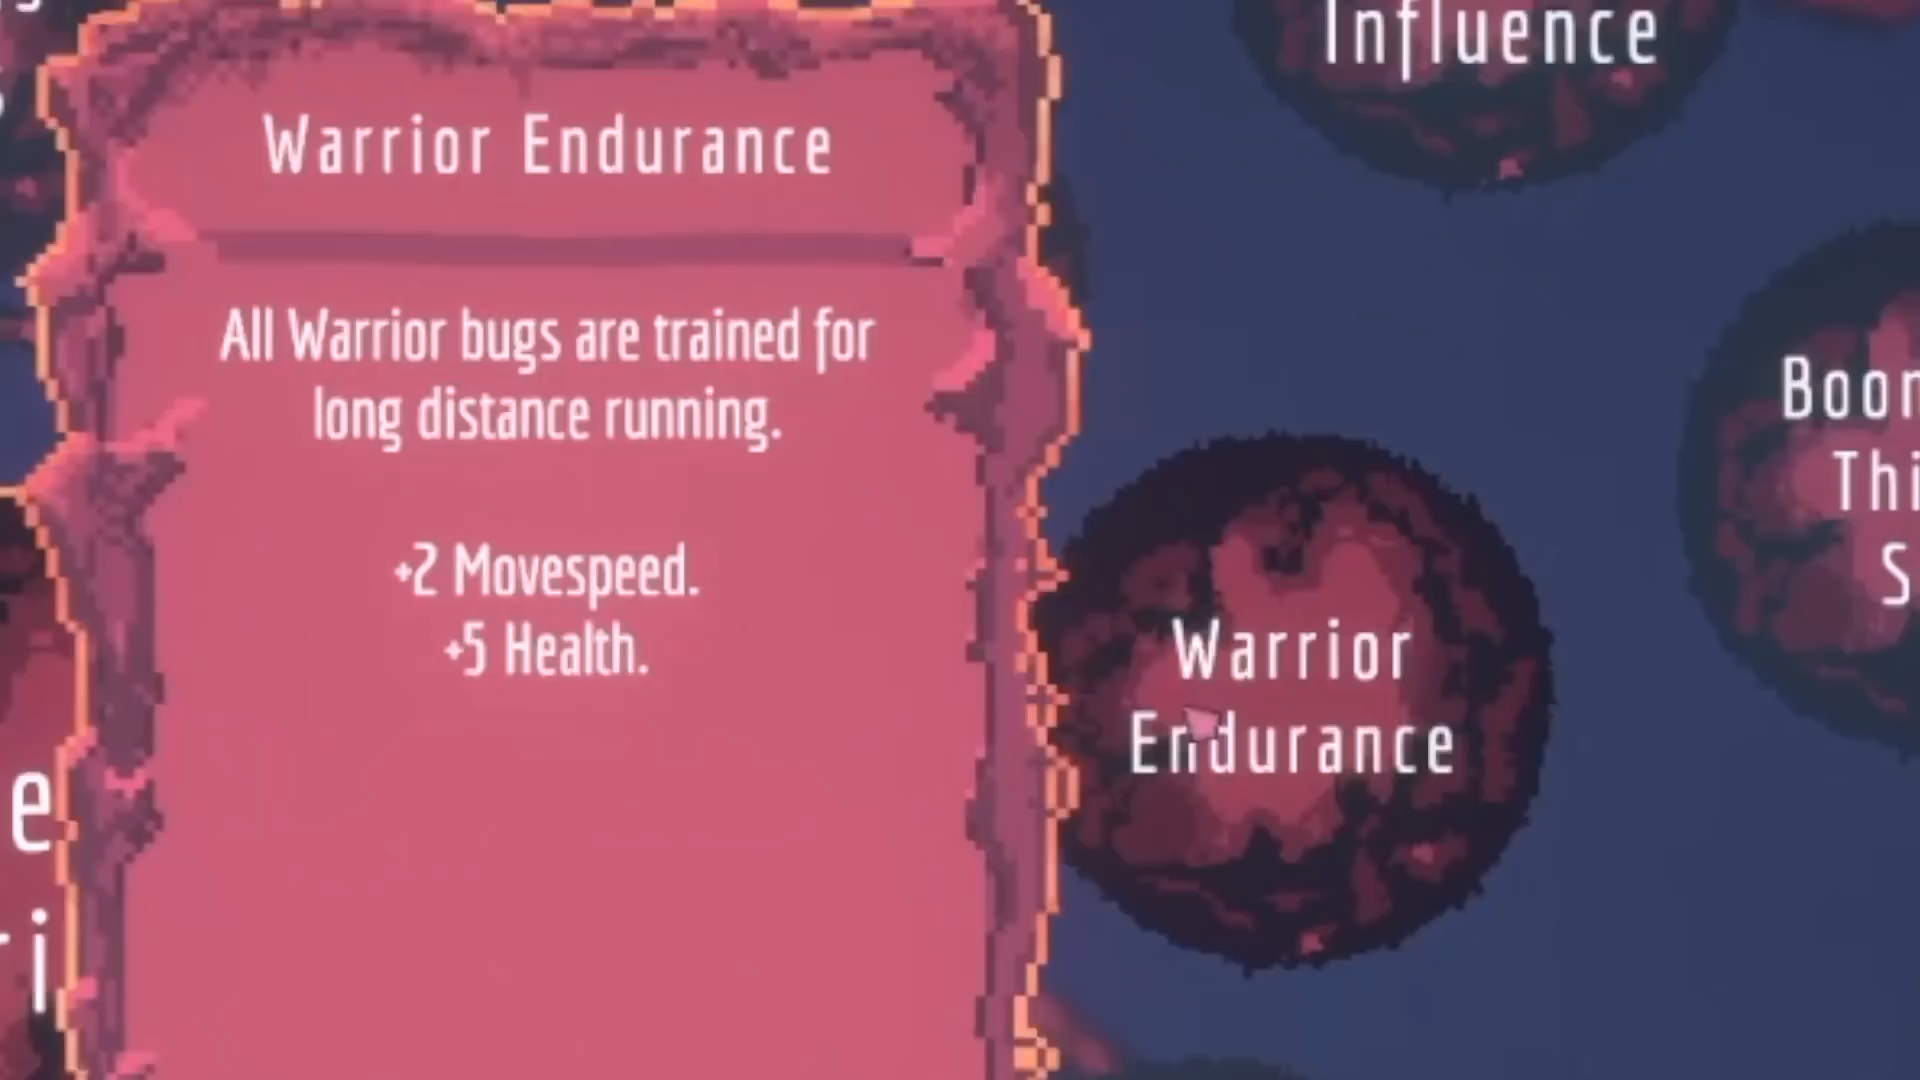 Influence
Warrior Endurance
All Warrior bugs are trained for
long distance running.
+2 Movespeed.
+5 Health.
Warrior
Endurance